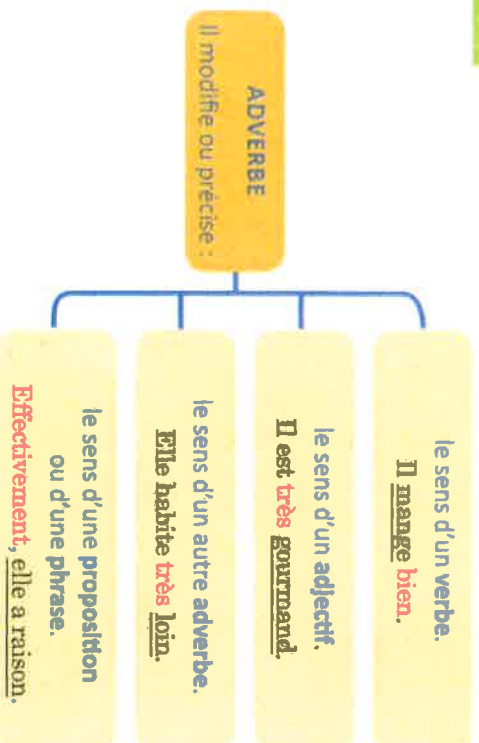 ADVERBE
Il modifie ou précise :
le sens d'un verbe.
Il mange bien.
le sens d'un adjectif.
Il est très gourmand.
le sens d'un autre adverbe.
Elle habite très loin.
le sens d'une proposition
ou d'une phrase.
Effectivement, elle a raison.